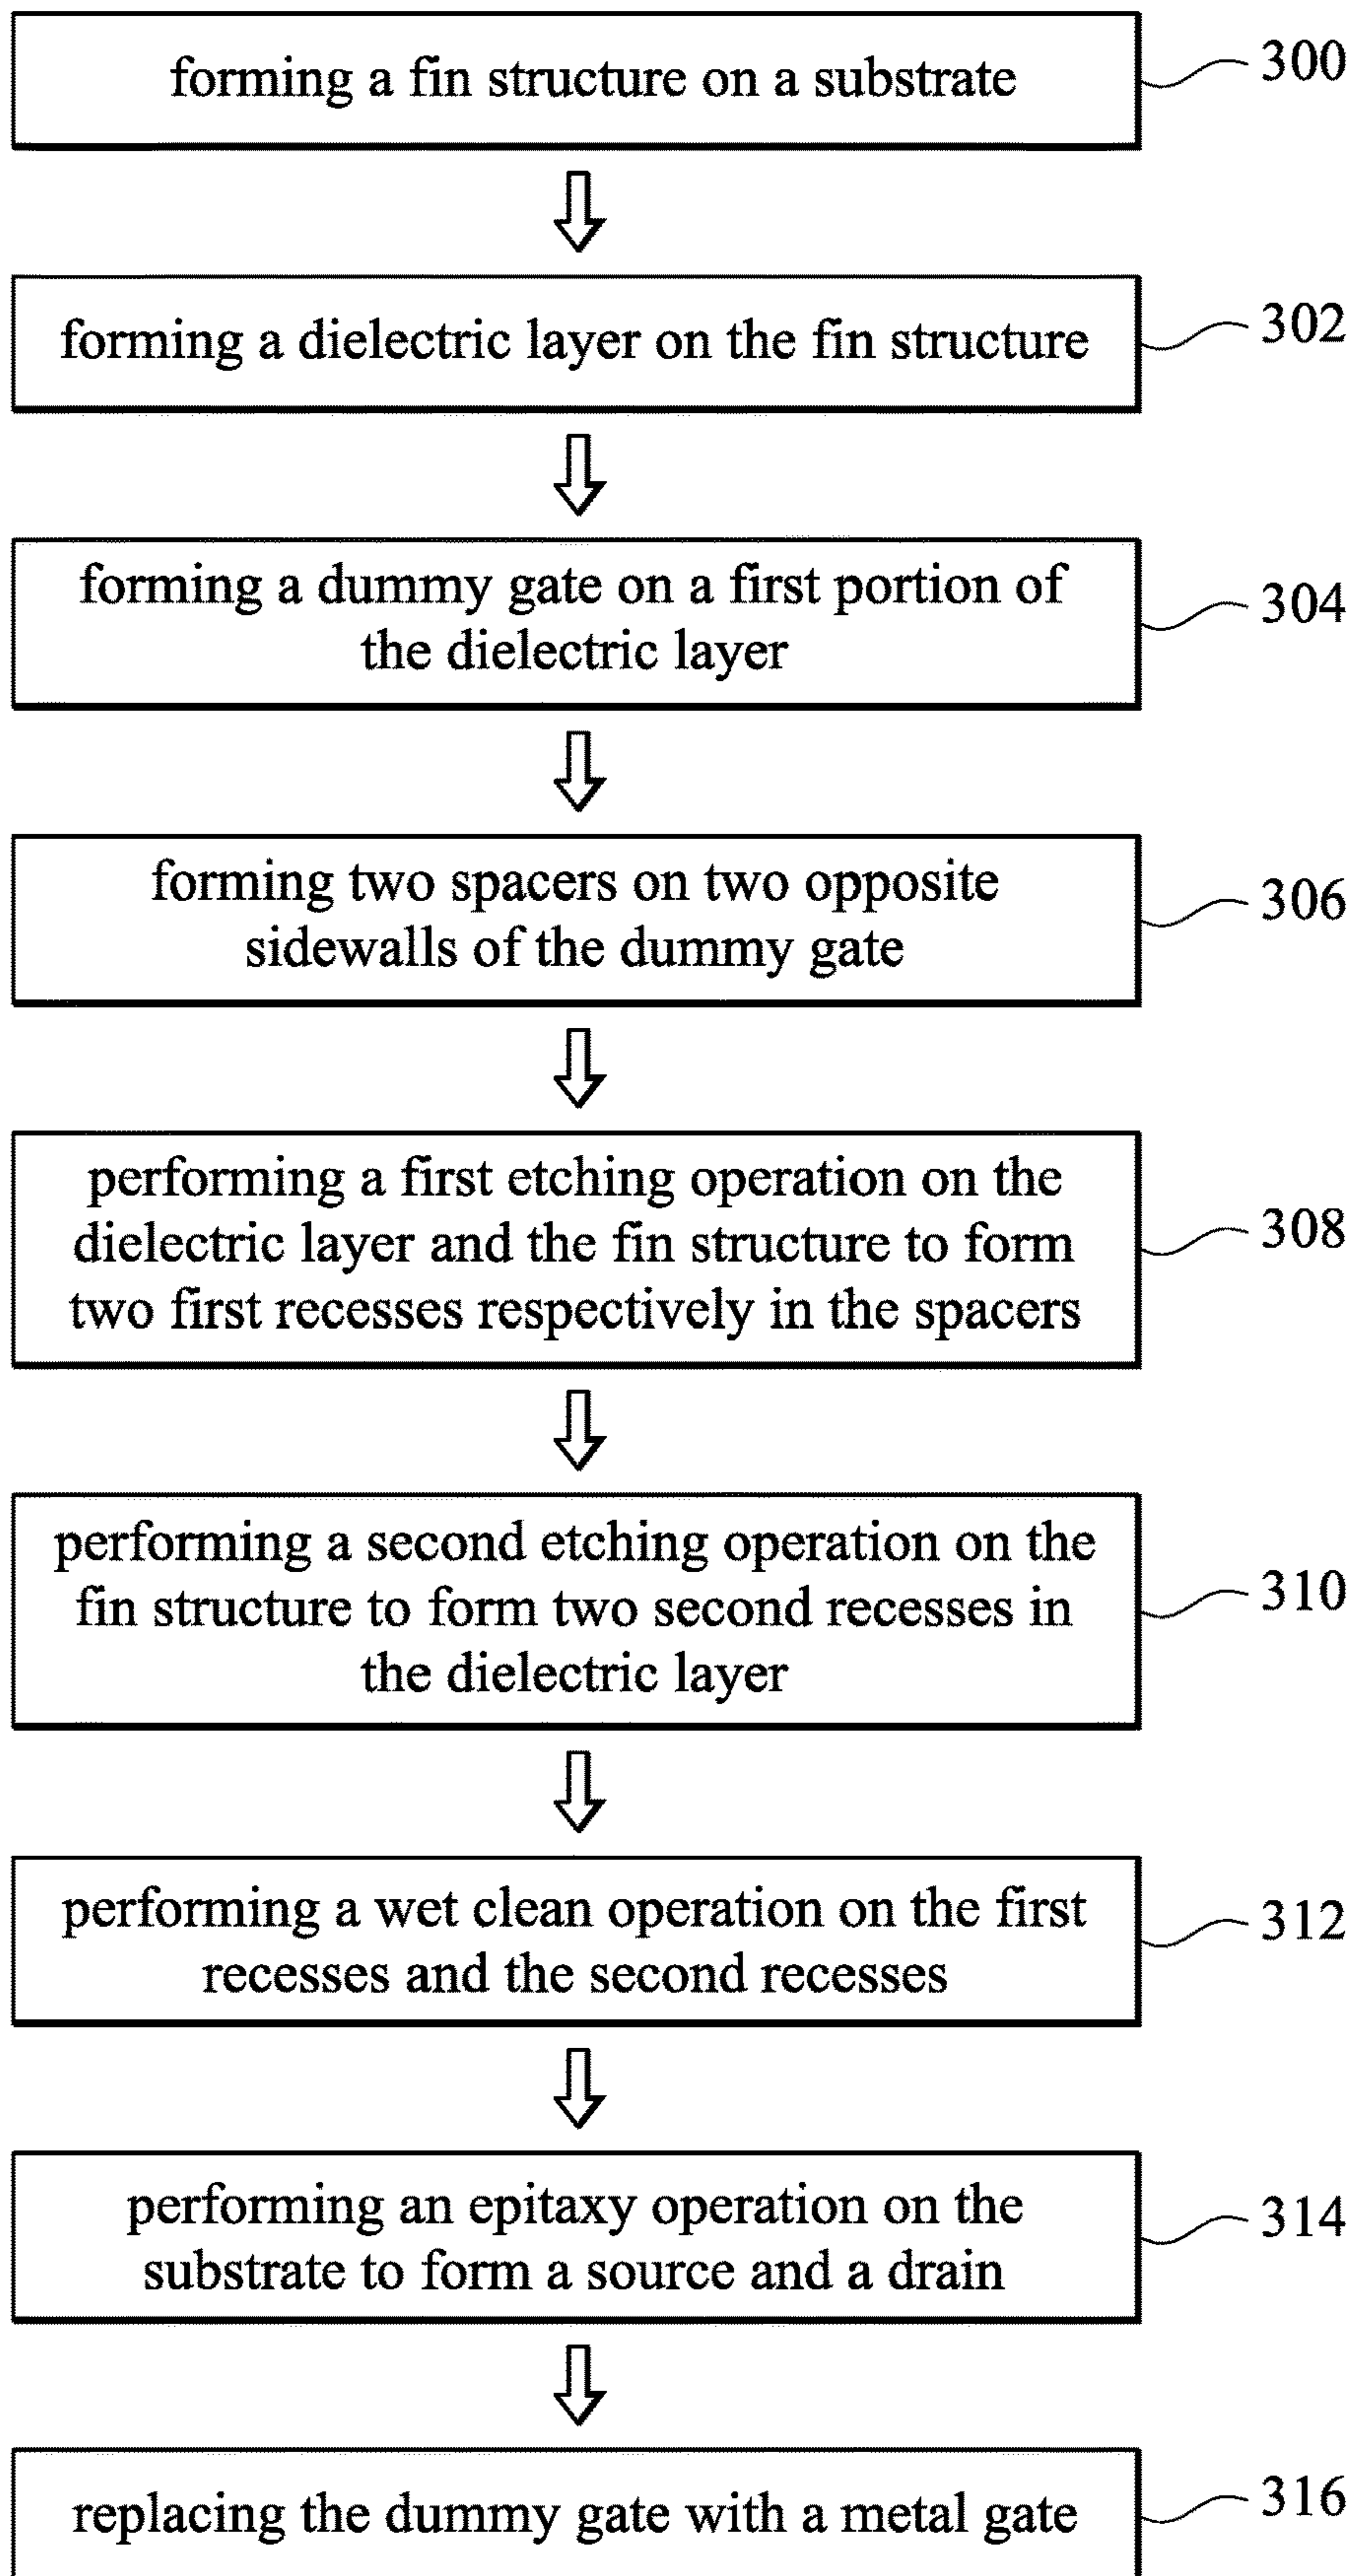 forming a fin structure on a substrate
300
forming a dielectric layer on the fin structure
302
forming a dummy gate on a first portion of
the dielectric layer
304
forming two spacers on two opposite
sidewalls of the dummy gate
306
performing a first etching operation on the
dielectric layer and the fin structure to form
two first recesses respectively in the spacers
308
performing a second etching operation on the
fin structure to form two second recesses in
the dielectric layer
310
performing a wet clean operation on the first
recesses and the second recesses
312
performing an epitaxy operation on the
substrate to form a source and a drain
314
replacing the dummy gate with a metal gate
316